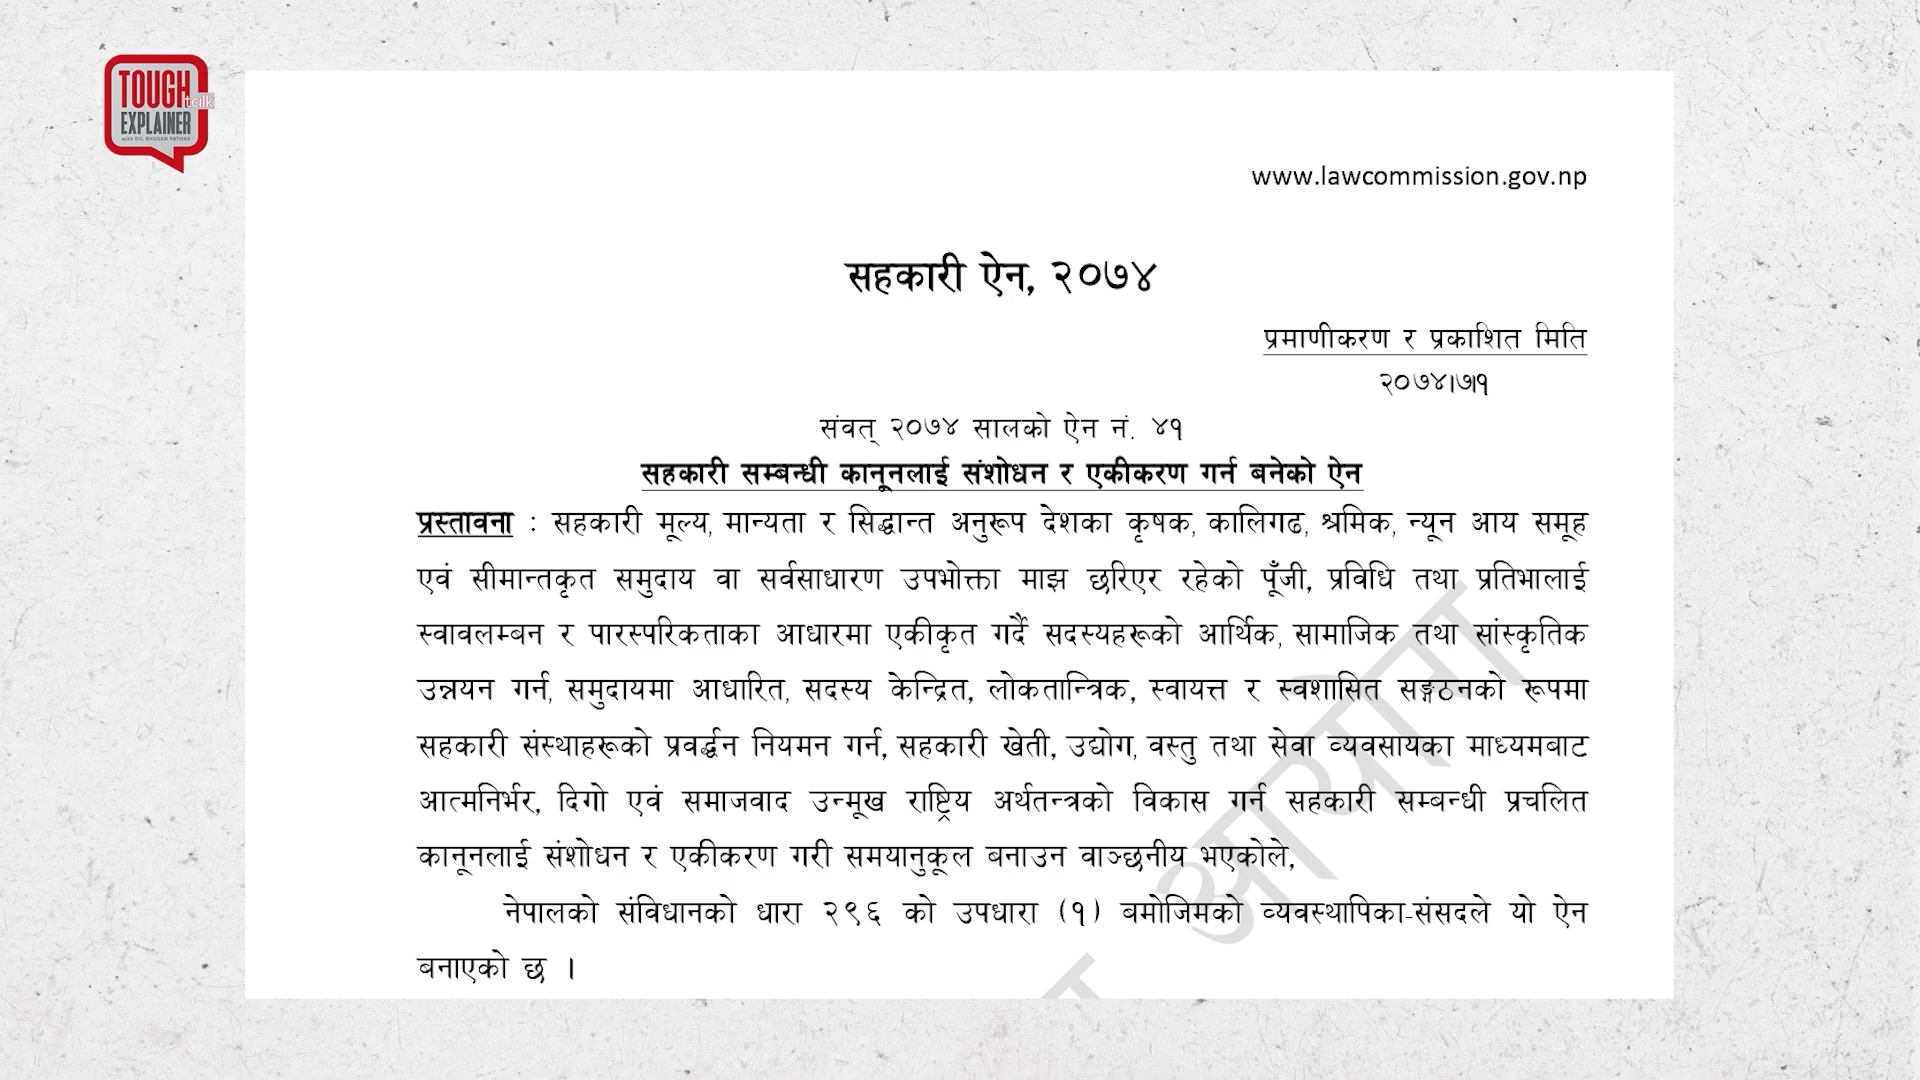 TOUGH
talk
EXPLAINER
with DIL BHUSAN PATHAK
www.lawcommission.gov.np
सहकारी ऐन, २०७४
प्रमाणीकरण र प्रकाशित मिति
२०७४।७।१
संवत् २०७४ सालको ऐन नं. ४१
सहकारी सम्बन्धी कानूनलाई संशोधन र एकीकरण गर्न बनेको ऐन
प्रस्तावना : सहकारी मूल्य, मान्यता र सिद्धान्त अनुरूप देशका कृषक, कालिगढ, श्रमिक, न्यून आय समूह
एवं सीमान्तकृत समुदाय वा सर्वसाधारण उपभोक्ता माझ छरिएर रहेको पूँजी, प्रविधि तथा प्रतिभालाई
स्वावलम्बन र पारस्परिकताका आधारमा एकीकृत गर्दै सदस्यहरूको आर्थिक, सामाजिक तथा सांस्कृतिक
उन्नयन गर्न, समुदायमा आधारित, सदस्य केन्द्रित, लोकतान्त्रिक, स्वायत्त र स्वशासित सङ्गठनको रूपमा
सहकारी संस्थाहरूको प्रवर्द्धन नियमन गर्न, सहकारी खेती, उद्योग, वस्तु तथा सेवा व्यवसायका माध्यमबाट
आत्मनिर्भर, दिगो एवं समाजवाद उन्मूख राष्ट्रिय अर्थतन्त्रको विकास गर्न सहकारी सम्बन्धी प्रचलित
कानूनलाई संशोधन र एकीकरण गरी समयानुकूल बनाउन वाञ्छनीय भएकोले,
नेपालको संविधानको धारा २९६ को उपधारा (१) बमोजिमको व्यवस्थापिका-संसदले यो ऐन
बनाएको छ ।
आयोग